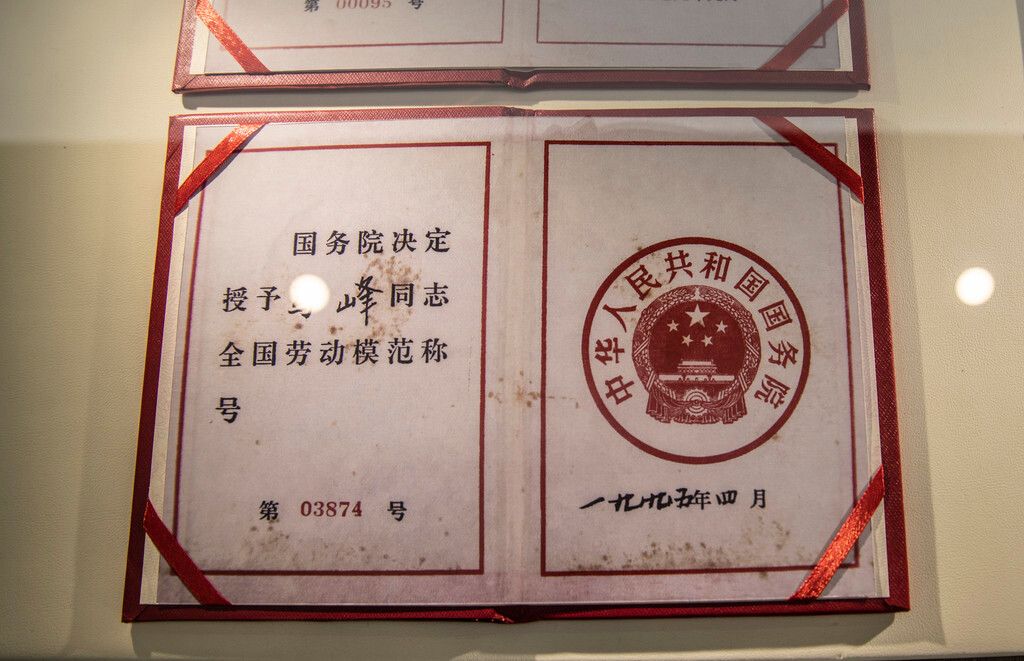 第 00095 号
国务院决定
授予 峰同志
全国劳动模范称
号
第 03874 号
中华人民共和国国务院
一九九五年四月